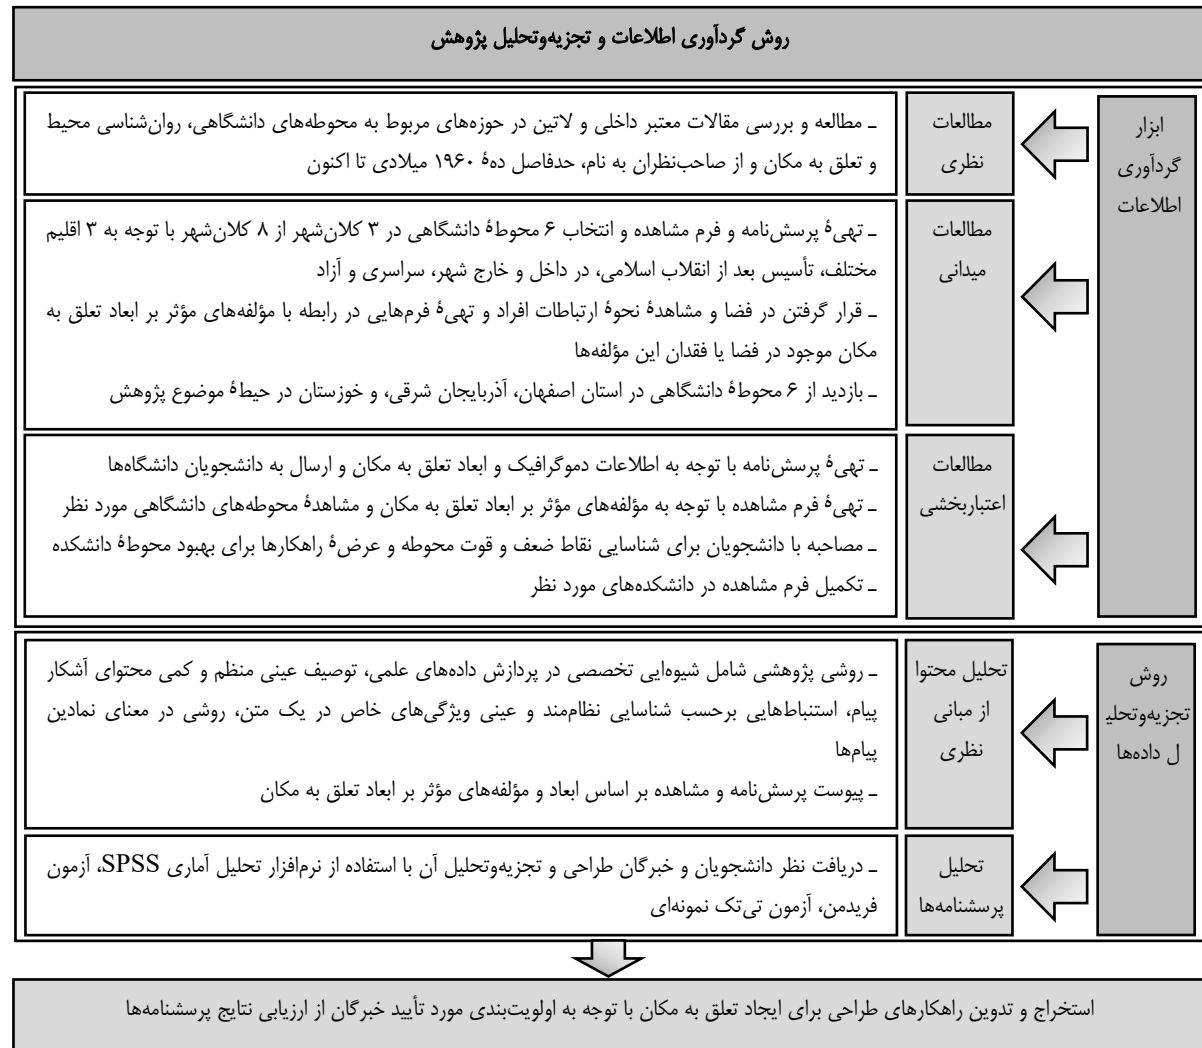 روش گردآوری اطلاعات و تجزیه‌وتحلیل پژوهش
ابزار
گردآوری
اطلاعات
مطالعات
نظری
ـ مطالعه و بررسی مقالات معتبر داخلی و لاتین در حوزه‌های مربوط به محوطه‌های دانشگاهی، روان‌شناسی محیط
و تعلق به مکان و از صاحب‌نظران به نام، حدفاصل دههٔ ۱۹۶۰ میلادی تا اکنون
مطالعات
میدانی
ـ تهیهٔ پرسش‌نامه و فرم مشاهده و انتخاب ۶ محوطهٔ دانشگاهی در ۳ کلان‌شهر از ۸ کلان‌شهر با توجه به ۳ اقلیم
مختلف، تأسیس بعد از انقلاب اسلامی، در داخل و خارج شهر، سراسری و آزاد
ـ قرار گرفتن در فضا و مشاهدهٔ نحوهٔ ارتباطات افراد و تهیهٔ فرم‌هایی در رابطه با مؤلفه‌های مؤثر بر ابعاد تعلق به
مکان موجود در فضا یا فقدان این مؤلفه‌ها
ـ بازدید از ۶ محوطهٔ دانشگاهی در استان اصفهان، آذربایجان شرقی، و خوزستان در حیطهٔ موضوع پژوهش
مطالعات
اعتباربخشی
ـ تهیهٔ پرسش‌نامه با توجه به اطلاعات دموگرافیک و ابعاد تعلق به مکان و ارسال به دانشجویان دانشگاه‌ها
ـ تهیهٔ فرم مشاهده با توجه به مؤلفه‌های مؤثر بر ابعاد تعلق به مکان و مشاهدهٔ محوطه‌های دانشگاهی مورد نظر
ـ مصاحبه با دانشجویان برای شناسایی نقاط ضعف و قوت محوطه و عرضهٔ راهکارها برای بهبود محوطهٔ دانشکده
ـ تکمیل فرم مشاهده در دانشکده‌های مورد نظر
روش
تجزیه‌وتحلیـ
ل داده‌ها
تحلیل محتوا
از مبانی
نظری
ـ روشی پژوهشی شامل شیوه‌ایی تخصصی در پردازش داده‌های علمی، توصیف عینی منظم و کمی محتوای آشکار
پیام، استنباط‌هایی برحسب شناسایی نظام‌مند و عینی ویژگی‌های خاص در یک متن، روشی در معنای نمادین
پیام‌ها
ـ پیوست پرسش‌نامه و مشاهده بر اساس ابعاد و مؤلفه‌های مؤثر بر ابعاد تعلق به مکان
تحلیل
پرسشنامه‌ها
ـ دریافت نظر دانشجویان و خبرگان طراحی و تجزیه‌وتحلیل آن با استفاده از نرم‌افزار تحلیل آماری SPSS، آزمون
فریدمن، آزمون تی‌تک نمونه‌ای
استخراج و تدوین راهکارهای طراحی برای ایجاد تعلق به مکان با توجه به اولویت‌بندی مورد تأیید خبرگان از ارزیابی نتایج پرسشنامه‌ها